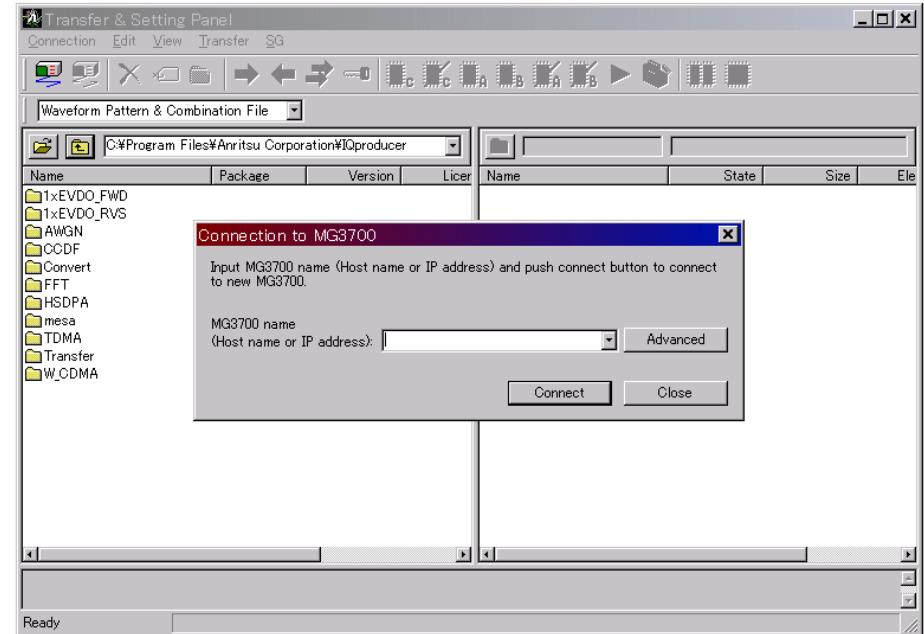 Transfer & Setting Panel
Connection Edit View Transfer SG
C C A B A B
Waveform Pattern & Combination File
C:¥Program Files¥Anritsu Corporation¥IQproducer
Name Package Version Licer
Name State Size Ele
1xEVDO_FWD
1xEVDO_RVS
AWGN
CCDF
Convert
FFT
HSDPA
mesa
TDMA
Transfer
W_CDMA
Connection to MG3700
Input MG3700 name (Host name or IP address) and push connect button to connect
to new MG3700.
MG3700 name
(Host name or IP address):
Advanced
Connect
Close
Ready